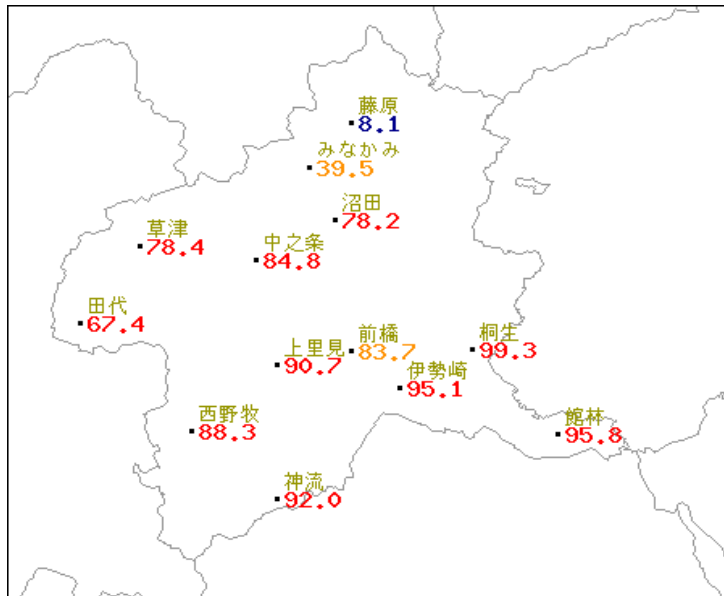 藤原
8.1
みなかみ
39.5
沼田
78.2
草津
78.4
中之条
84.8
田代
67.4
上里見
90.7
前橋
83.7
桐生
99.3
伊勢崎
95.1
西野牧
88.3
館林
95.8
神流
92.0